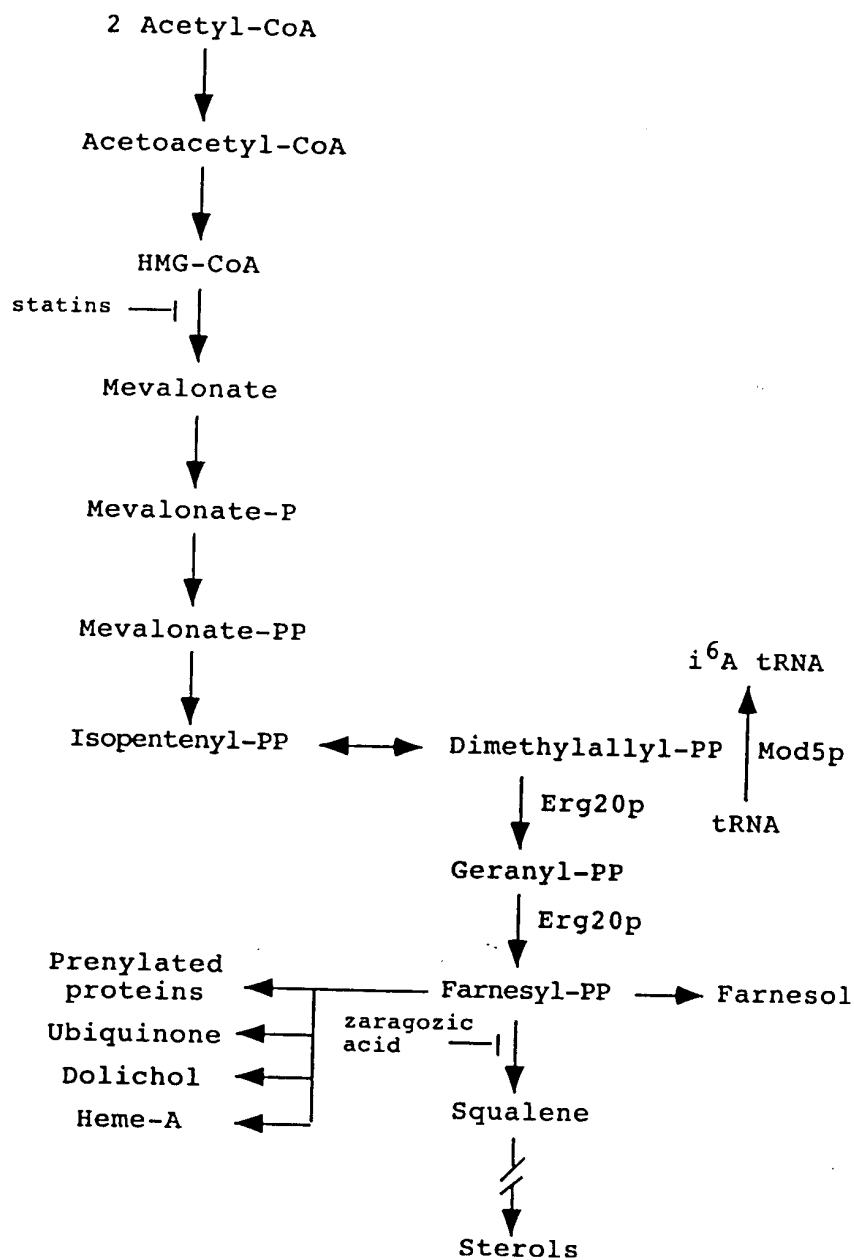 2 Acetyl-CoA
Acetoacetyl-CoA
HMG-CoA
statins
Mevalonate
Mevalonate-P
Mevalonate-PP
i⁶A tRNA
Isopentenyl-PP
Dimethylallyl-PP
Mod5p
Erg20p
tRNA
Geranyl-PP
Erg20p
Prenylated
proteins
Farnesyl-PP
Farnesol
Ubiquinone
zaragozic
acid
Dolichol
Heme-A
Squalene
Sterols